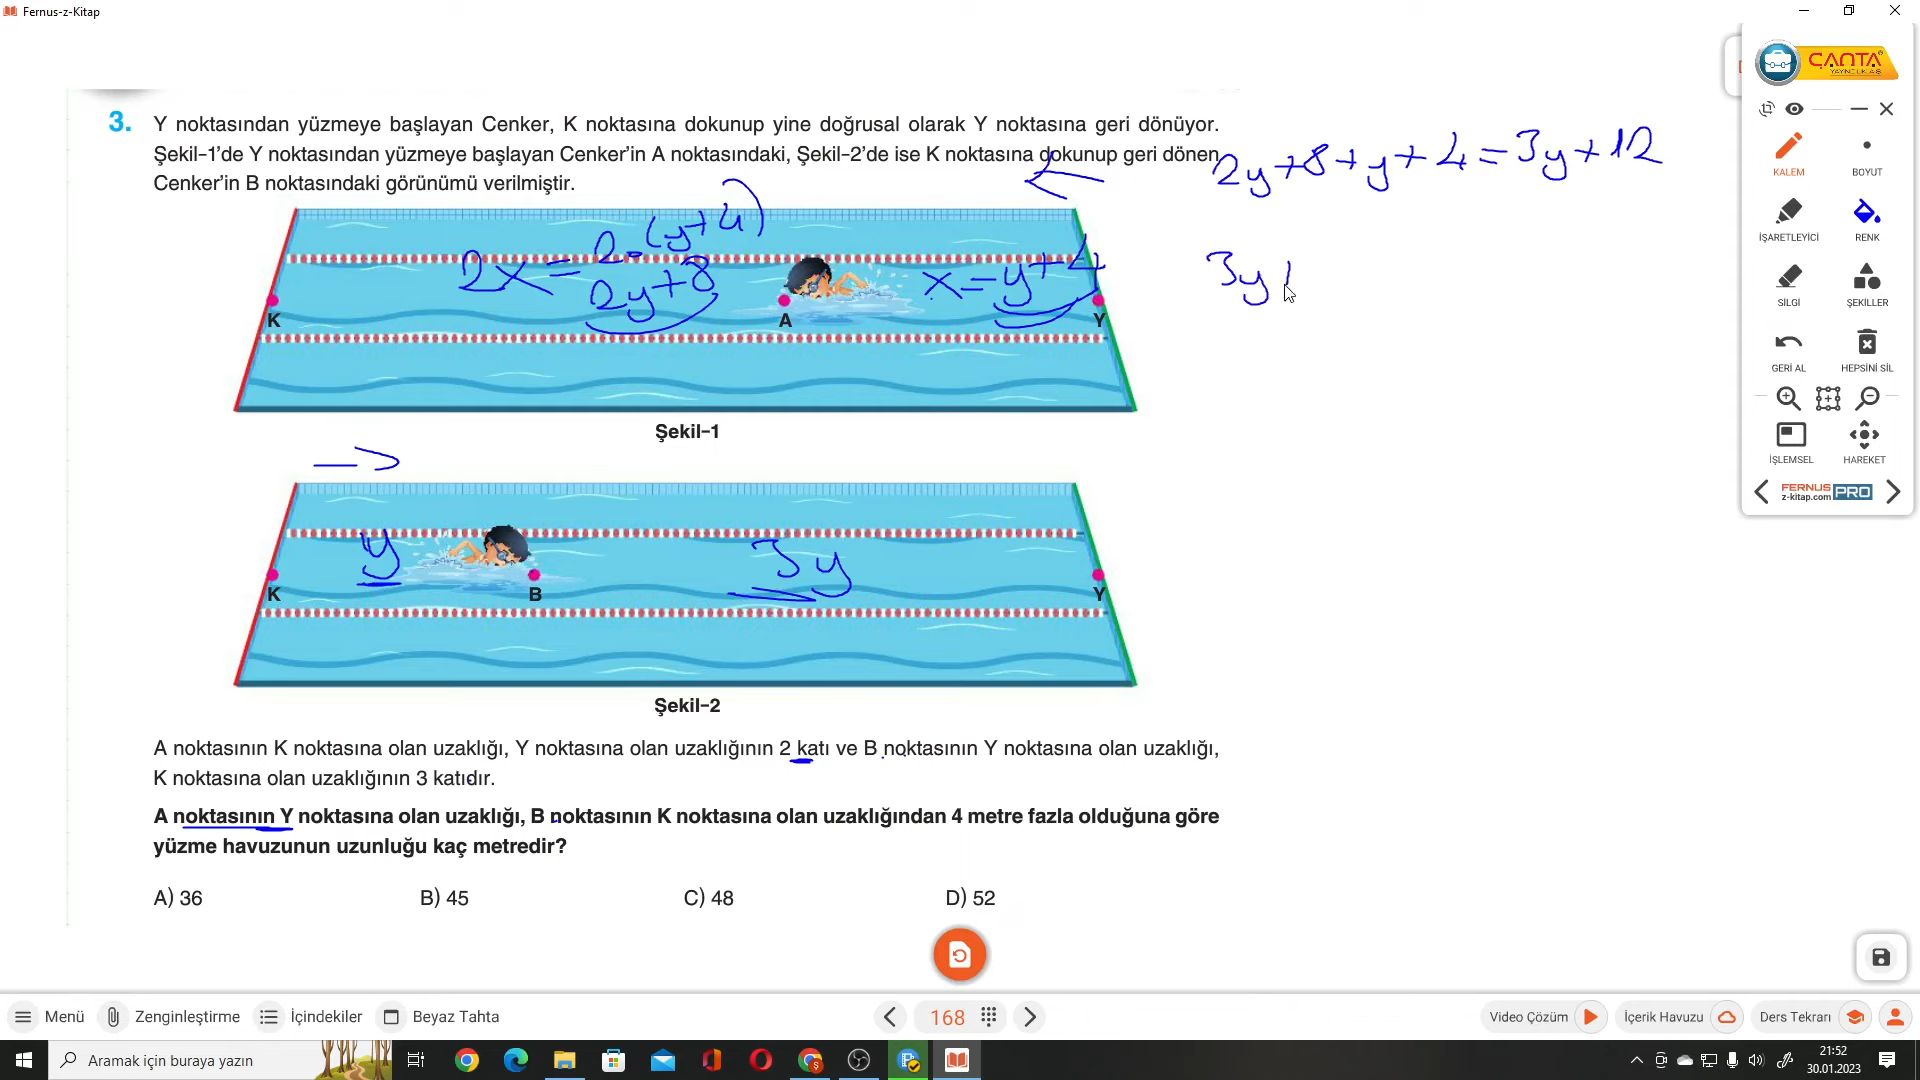 Fernus-z-Kitap
ÇANTA
YAYINCILIK
3. Y noktasından yüzmeye başlayan Cenker, K noktasına dokunup yine doğrusal olarak Y noktasına geri dönüyor.
Şekil-1'de Y noktasından yüzmeye başlayan Cenker'in A noktasındaki, Şekil-2'de ise K noktasına dokunup geri dönen
Cenker'in B noktasındaki görünümü verilmiştir.
2y+8+y+4=3y+12
3y
2x=2.(y+4)
2y+8
x=y+4
K A Y
Şekil-1
y 3y
K B Y
Şekil-2
A noktasının K noktasına olan uzaklığı, Y noktasına olan uzaklığının 2 katı ve B noktasının Y noktasına olan uzaklığı,
K noktasına olan uzaklığının 3 katıdır.
A noktasının Y noktasına olan uzaklığı, B noktasının K noktasına olan uzaklığından 4 metre fazla olduğuna göre
yüzme havuzunun uzunluğu kaç metredir?
A) 36 B) 45 C) 48 D) 52
KALEM BOYUT
İŞARETLEYİCİ RENK
SİLGİ ŞEKİLLER
GERİ AL HEPSİNİ SİL
İŞLEMSEL HAREKET
FERNUS
z-kitap.com PRO
Menü Zenginleştirme İçindekiler Beyaz Tahta 168 Video Çözüm İçerik Havuzu Ders Tekrarı
Aramak için buraya yazın
21:52
30.01.2023